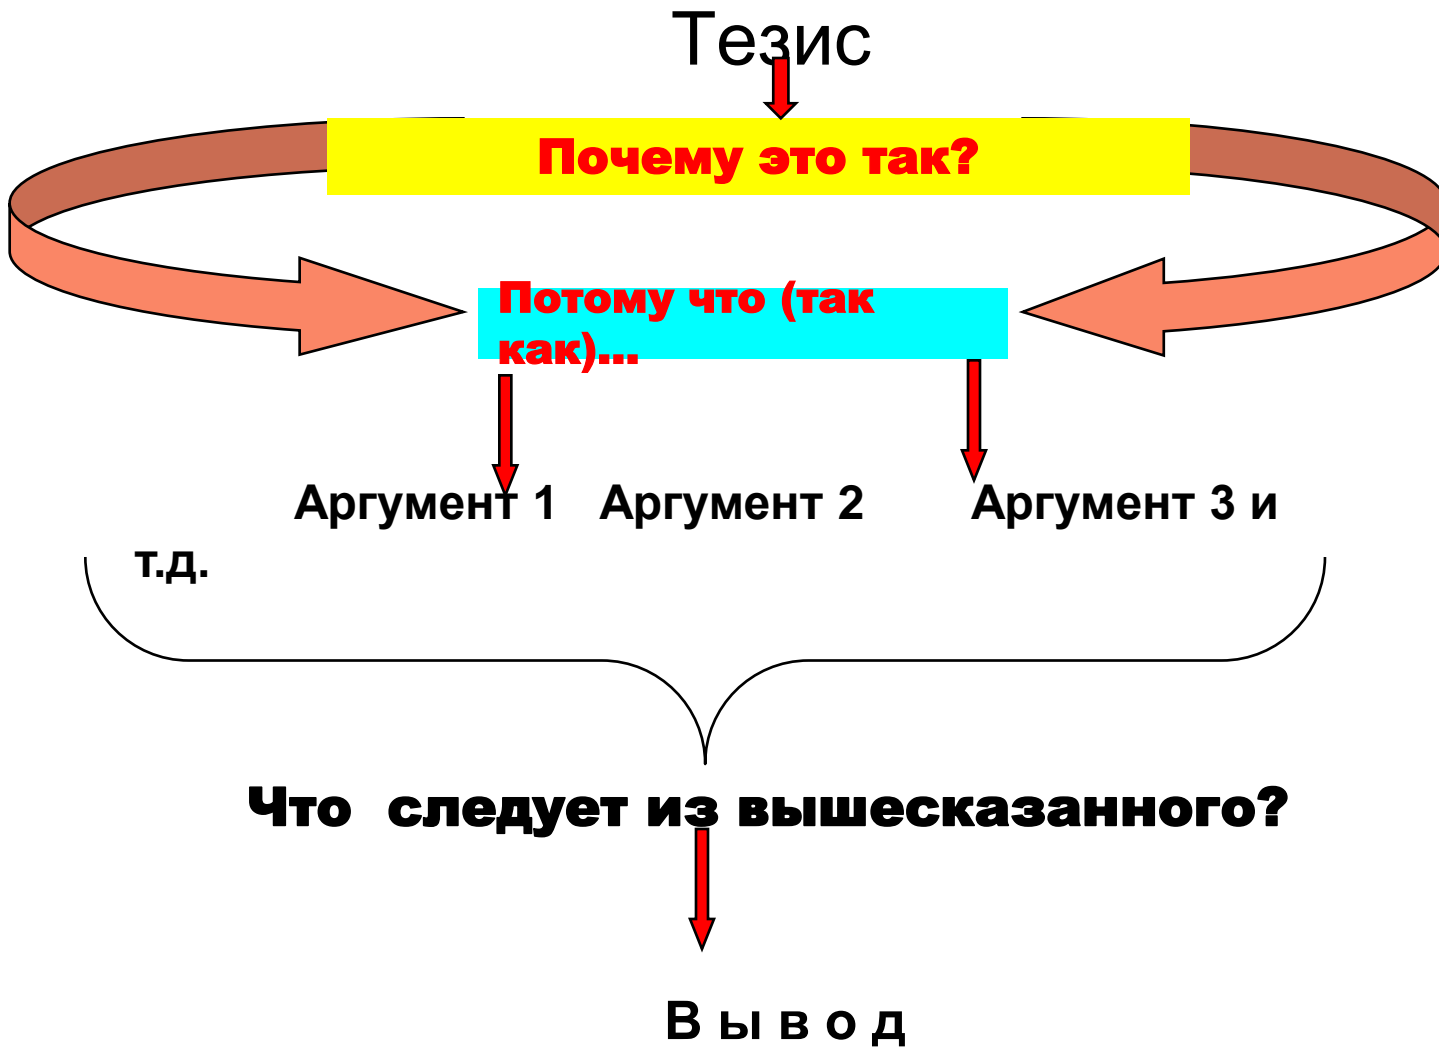 Тезис
Почему это так?
Потому что (так
как)...
Аргумент 1 Аргумент 2 Аргумент 3 и
т.д.
Что следует из вышесказанного?
В ы в о д